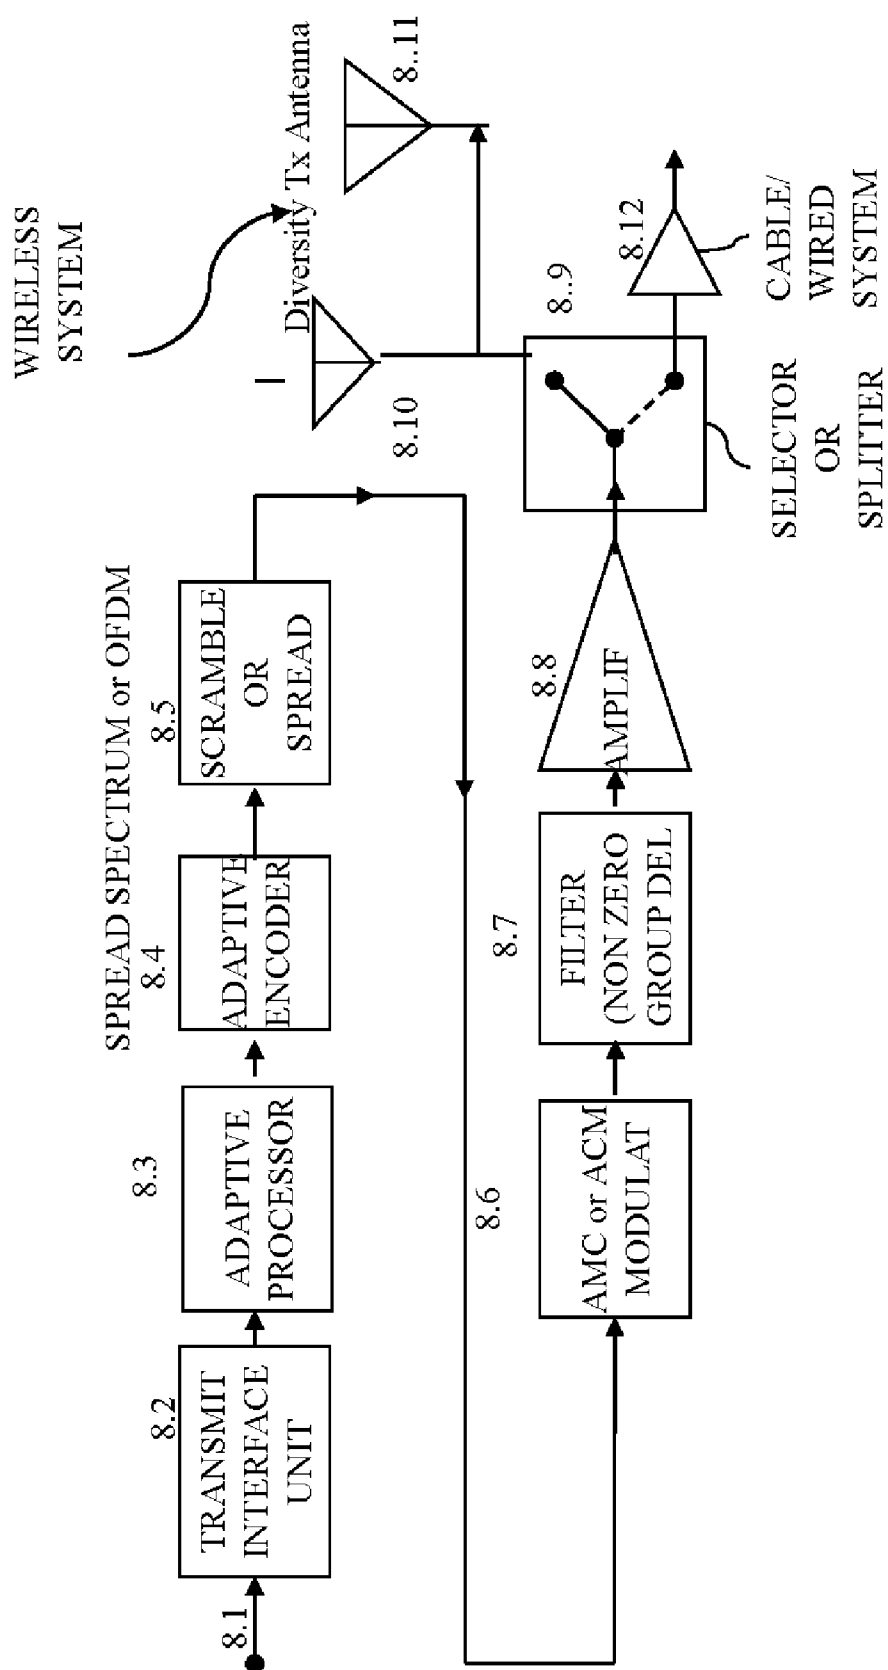 WIRELESS
SYSTEM
Diversity Tx Antenna
8..11
8.10
SPREAD SPECTRUM or OFDM
8.1
8.2
TRANSMIT
INTERFACE
UNIT
8.3
ADAPTIVE
PROCESSOR
8.4
ADAPTIVE
ENCODER
8.5
SCRAMBLE
OR
SPREAD
8.6
AMC or ACM
MODULAT
8.7
FILTER
(NON ZERO
GROUP DEL
8.8
AMPLIF
8..9
8.12
SELECTOR
OR
SPLITTER
CABLE/
WIRED
SYSTEM